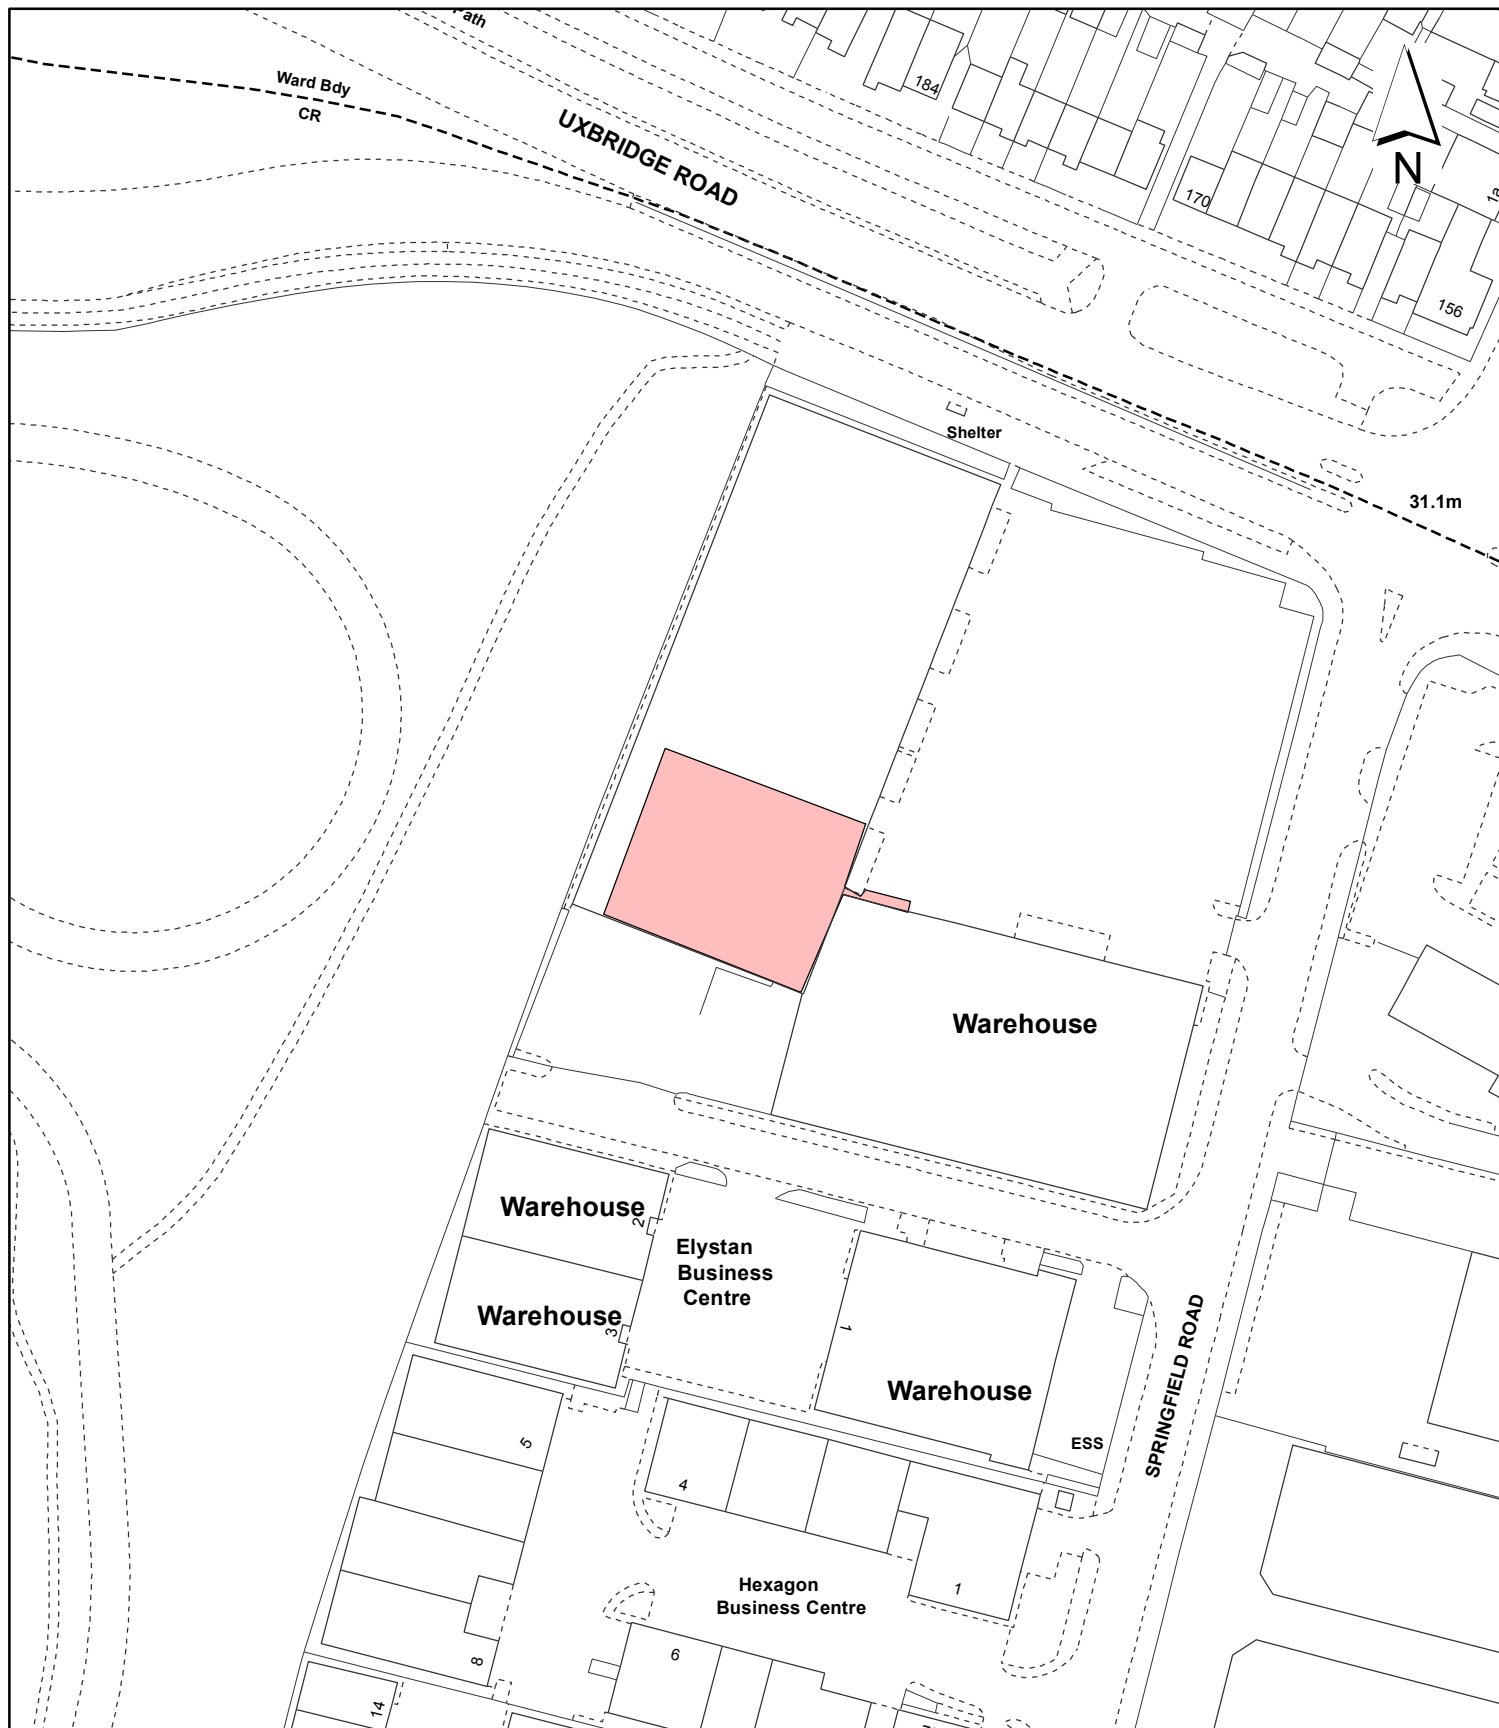 Path
184
Ward Bdy
CR
UXBRIDGE ROAD
N
170
1a
156
Shelter
31.1m
Warehouse
Warehouse
2
Elystan
Business
Centre
Warehouse
3
1
Warehouse
SPRINGFIELD ROAD
5
ESS
4
Hexagon
Business Centre
1
6
8
14